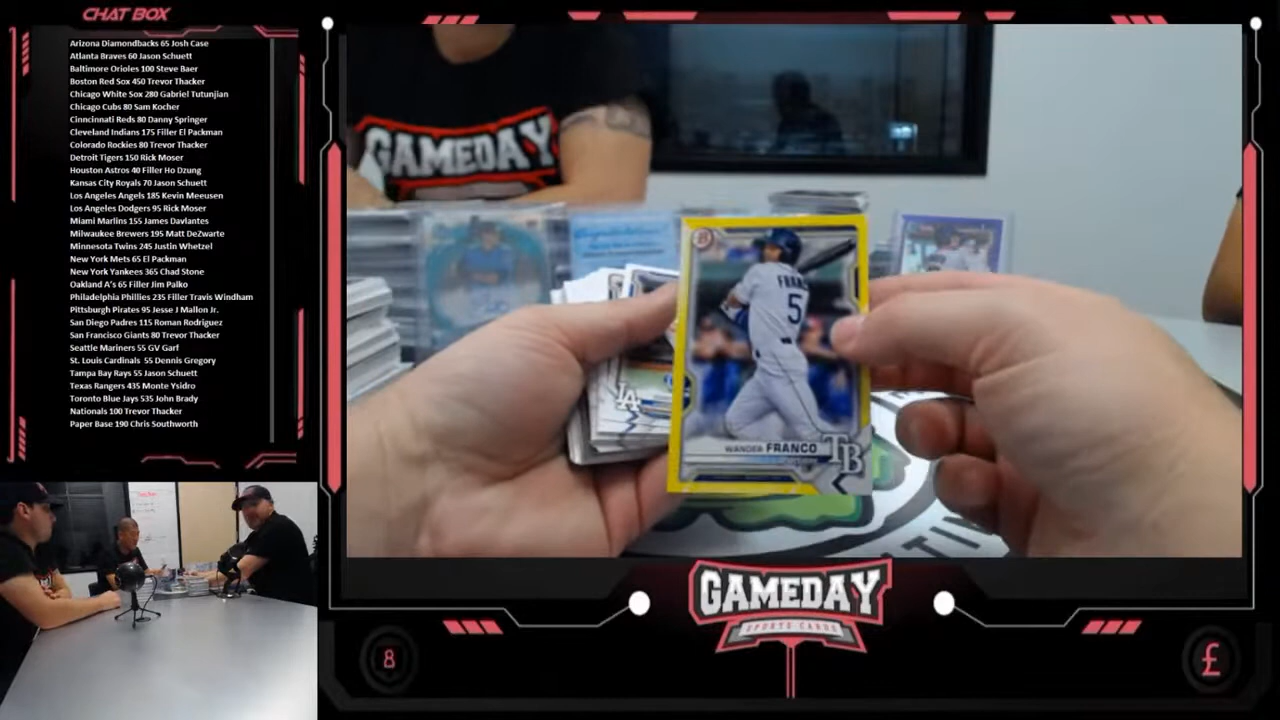 CHAT BOX
Arizona Diamondbacks 65 Josh Case
Atlanta Braves 60 Jason Schuett
Baltimore Orioles 100 Steve Baer
Boston Red Sox 450 Trevor Thacker
Chicago White Sox 280 Gabriel Tutunjian
Chicago Cubs 80 Sam Kocher
Cinncinnati Reds 80 Danny Springer
Cleveland Indians 175 Filler El Packman
Colorado Rockies 80 Trevor Thacker
Detroit Tigers 150 Rick Moser
Houston Astros 40 Filler Ho Dzung
Kansas City Royals 70 Jason Schuett
Los Angeles Angels 185 Kevin Meeusen
Los Angeles Dodgers 95 Rick Moser
Miami Marlins 155 James Davlantes
Milwaukee Brewers 195 Matt DeZwarte
Minnesota Twins 245 Justin Whetzel
New York Mets 65 El Packman
New York Yankees 365 Chad Stone
Oakland A's 65 Filler Jim Palko
Philadelphia Phillies 235 Filler Travis Windham
Pittsburgh Pirates 95 Jesse J Mallon Jr.
San Diego Padres 115 Roman Rodriguez
San Francisco Giants 80 Trevor Thacker
Seattle Mariners 55 GV Garf
St. Louis Cardinals 55 Dennis Gregory
Tampa Bay Rays 55 Jason Schuett
Texas Rangers 435 Monte Ysidro
Toronto Blue Jays 535 John Brady
Nationals 100 Trevor Thacker
Paper Base 190 Chris Southworth
GAMEDAY
B
FRANCO
5
LA
WANDER FRANCO
TB
GAMEDAY
SPORTS CARDS
8
£